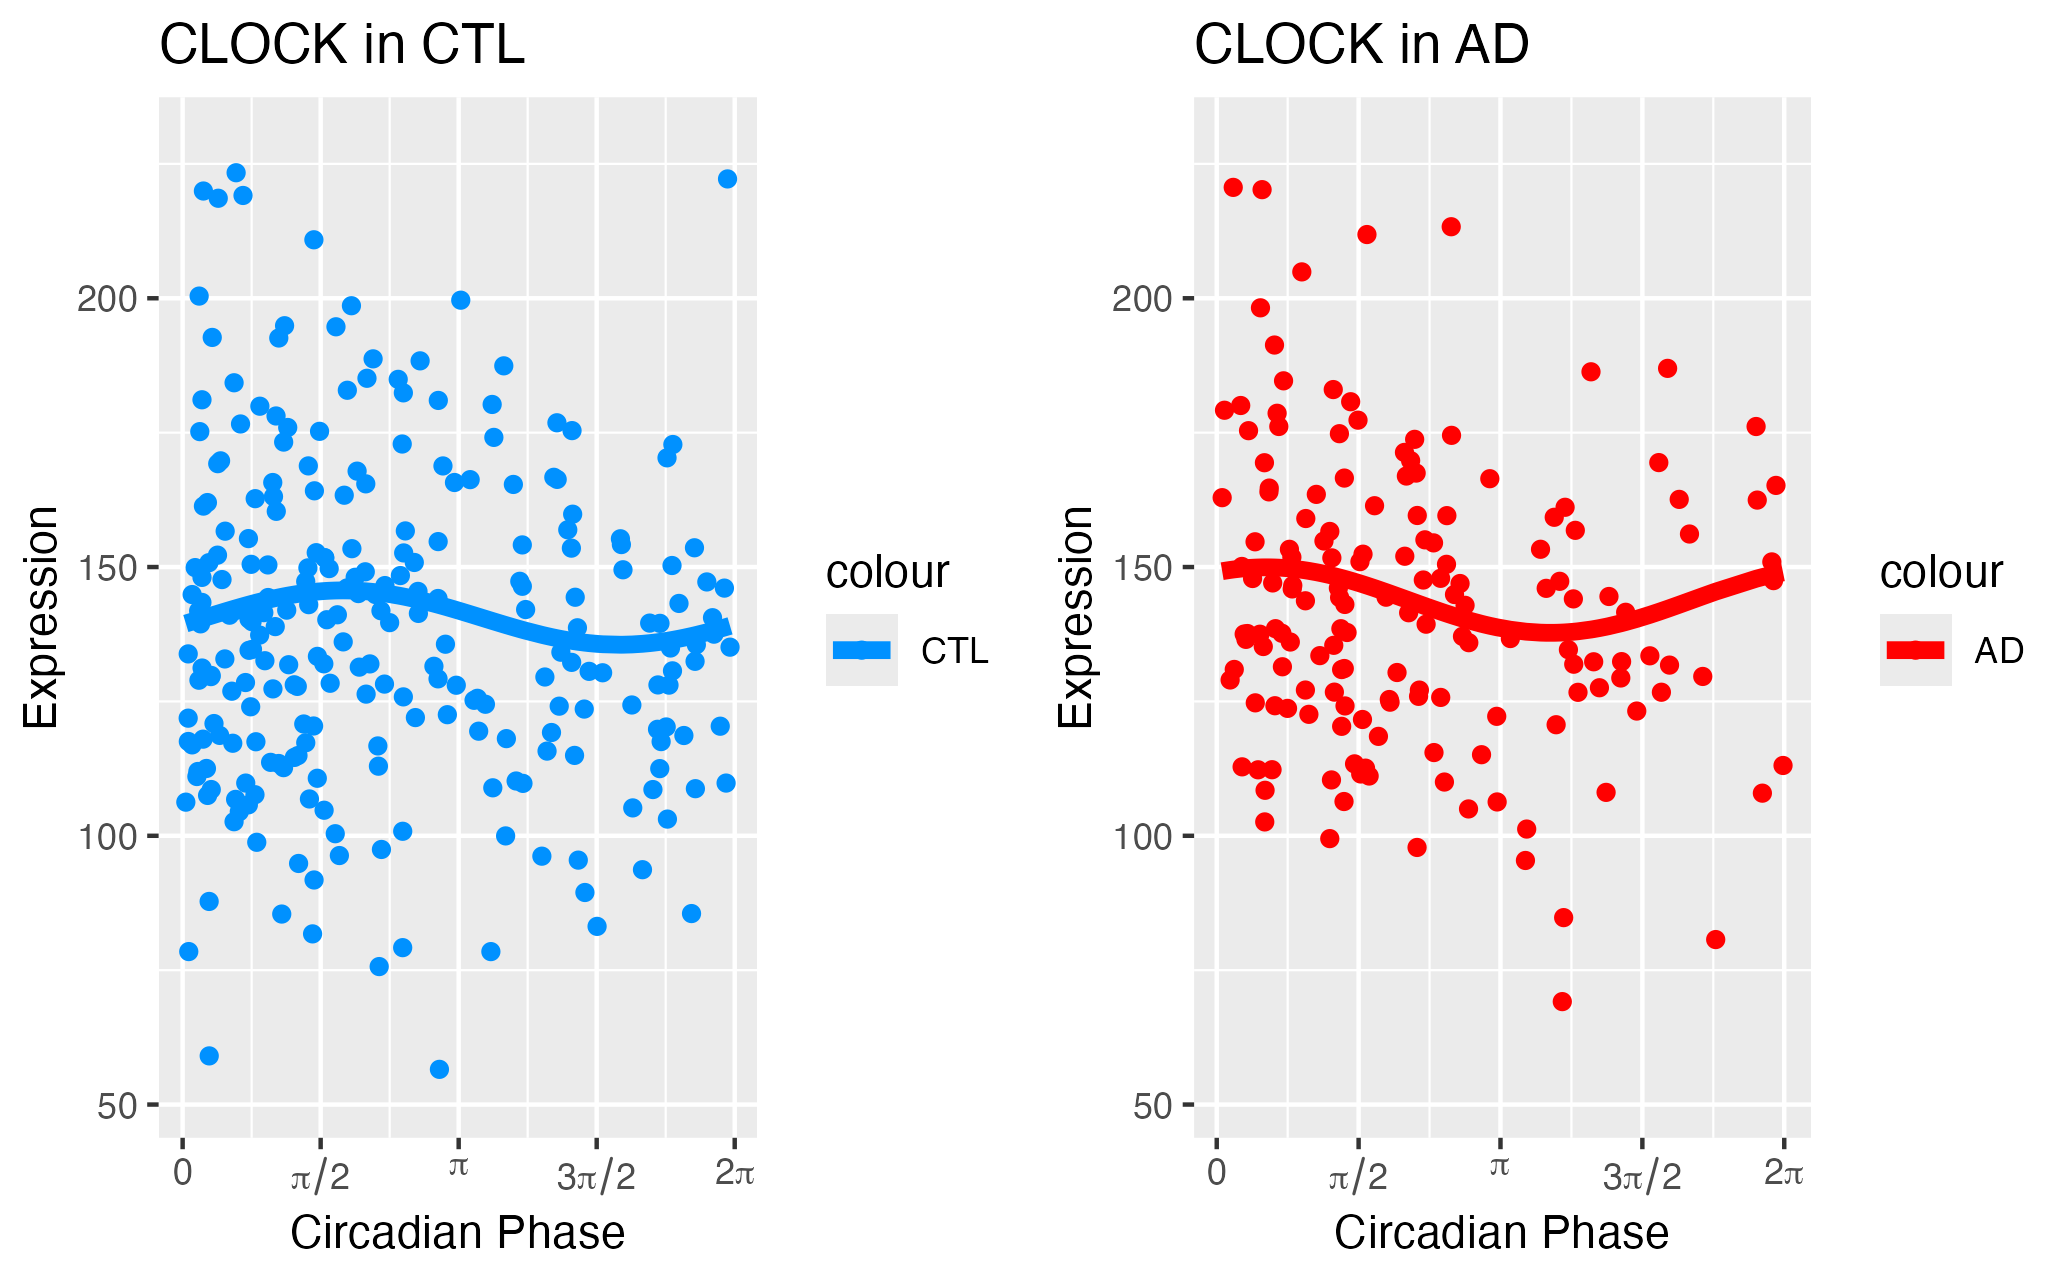 CLOCK in CTL
Expression
200
150
100
50
0 π/2 π 3π/2 2π
Circadian Phase
colour
CTL
CLOCK in AD
Expression
200
150
100
50
0 π/2 π 3π/2 2π
Circadian Phase
colour
AD